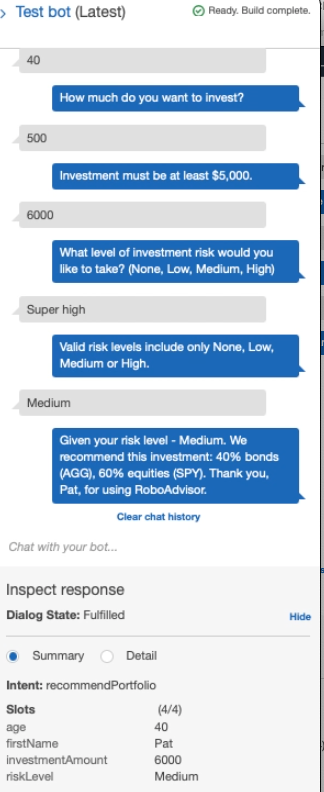 Test bot (Latest)
Ready. Build complete.
40
How much do you want to invest?
500
Investment must be at least $5,000.
6000
What level of investment risk would you
like to take? (None, Low, Medium, High)
Super high
Valid risk levels include only None, Low,
Medium or High.
Medium
Given your risk level - Medium. We
recommend this investment: 40% bonds
(AGG), 60% equities (SPY). Thank you,
Pat, for using RoboAdvisor.
Clear chat history
Chat with your bot...
Inspect response
Dialog State: Fulfilled
Hide
Summary Detail
Intent: recommendPortfolio
Slots (4/4)
age 40
firstName Pat
investmentAmount 6000
riskLevel Medium